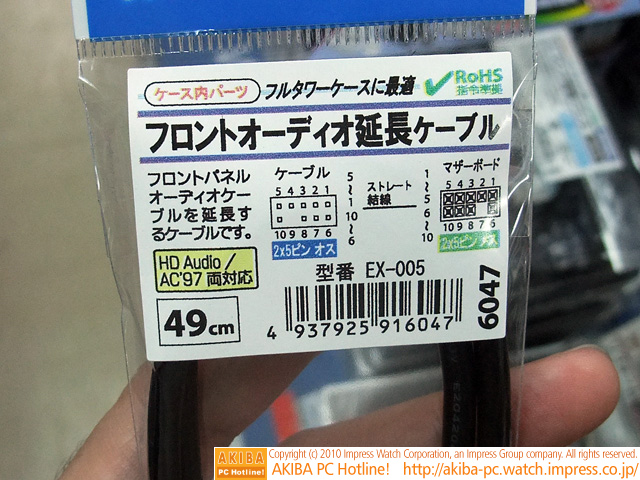 ケース内パーツ フルタワーケースに最適 RoHS
指令準拠
フロントオーディオ延長ケーブル
フロントパネル
オーディオケー
ブルを延長す
るケーブルです。
HD Audio /
AC'97 両対応
49cm
ケーブル
5 4 3 2 1
10 9 8 7 6
2x5ピン オス
5~1 10~6
ストレート
結線
1~5 6~10
マザーボード
5 4 3 2 1
10 9 8 7 6
2x5ピン メス
型番 EX-005
4 937925 916047
6047
AKIBA
PC Hotline!
Copyright (c) 2010 Impress Watch Corporation, an Impress Group company. All rights reserved.
AKIBA PC Hotline! http://akiba-pc.watch.impress.co.jp/